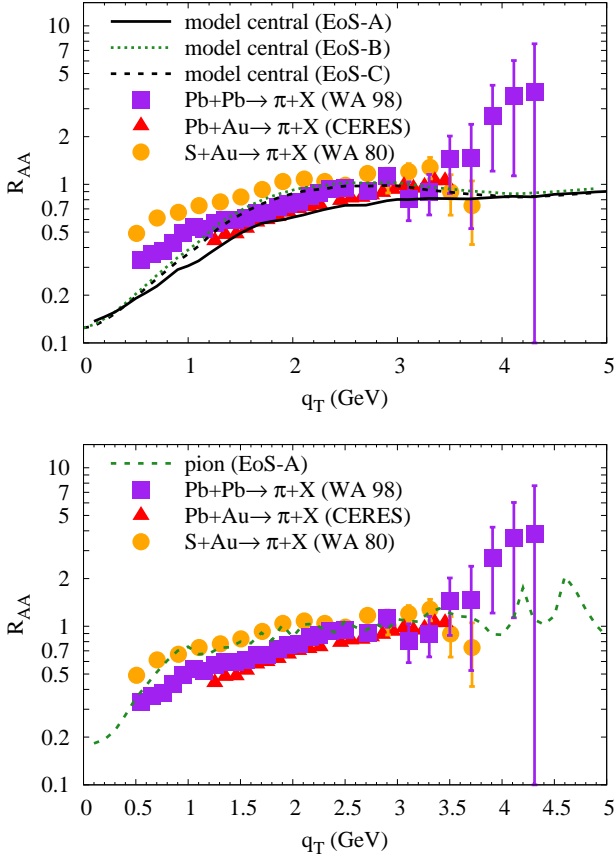 10
5
2
1
0.7
0.5
0.2
0.1
R_AA
model central (EoS-A)
model central (EoS-B)
model central (EoS-C)
Pb+Pb→ π+X (WA 98)
Pb+Au→ π+X (CERES)
S+Au→ π+X (WA 80)
0 1 2 3 4 5
q_T (GeV)
10
5
2
1
0.7
0.5
0.2
0.1
R_AA
pion (EoS-A)
Pb+Pb→ π+X (WA 98)
Pb+Au→ π+X (CERES)
S+Au→ π+X (WA 80)
0 0.5 1 1.5 2 2.5 3 3.5 4 4.5 5
q_T (GeV)